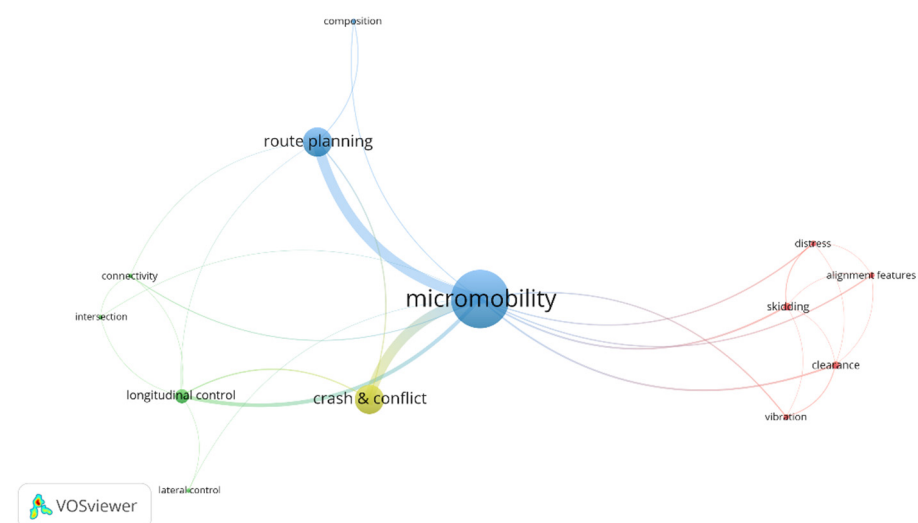 composition
route planning
distress
connectivity
alignment features
micromobility
skidding
intersection
clearance
longitudinal control
crash & conflict
vibration
lateral control
VOSviewer